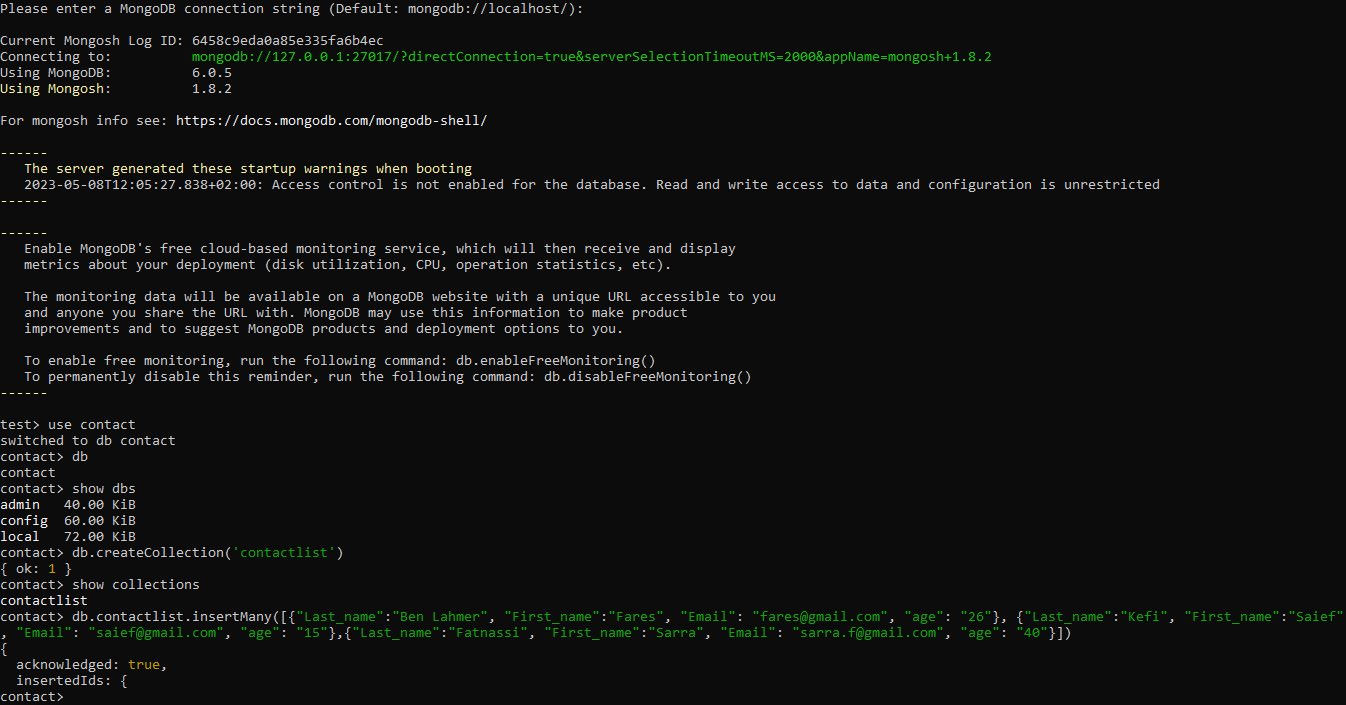 Please enter a MongoDB connection string (Default: mongodb://localhost/):
Current Mongosh Log ID: 6458c9eda0a85e335fa6b4ec
Connecting to:          mongodb://127.0.0.1:27017/?directConnection=true&serverSelectionTimeoutMS=2000&appName=mongosh+1.8.2
Using MongoDB:          6.0.5
Using Mongosh:          1.8.2
For mongosh info see: https://docs.mongodb.com/mongodb-shell/
------
   The server generated these startup warnings when booting
   2023-05-08T12:05:27.838+02:00: Access control is not enabled for the database. Read and write access to data and configuration is unrestricted
------
------
   Enable MongoDB's free cloud-based monitoring service, which will then receive and display
   metrics about your deployment (disk utilization, CPU, operation statistics, etc).
   The monitoring data will be available on a MongoDB website with a unique URL accessible to you
   and anyone you share the URL with. MongoDB may use this information to make product
   improvements and to suggest MongoDB products and deployment options to you.
   To enable free monitoring, run the following command: db.enableFreeMonitoring()
   To permanently disable this reminder, run the following command: db.disableFreeMonitoring()
------
test> use contact
switched to db contact
contact> db
contact
contact> show dbs
admin   40.00 KiB
config  60.00 KiB
local   72.00 KiB
contact> db.createCollection('contactlist')
{ ok: 1 }
contact> show collections
contactlist
contact> db.contactlist.insertMany([{"Last_name":"Ben Lahmer", "First_name":"Fares", "Email": "fares@gmail.com", "age": "26"}, {"Last_name":"Kefi", "First_name":"Saief"
, "Email": "saief@gmail.com", "age": "15"},{"Last_name":"Fatnassi", "First_name":"Sarra", "Email": "sarra.f@gmail.com", "age": "40"}])
{
  acknowledged: true,
  insertedIds: {
contact>